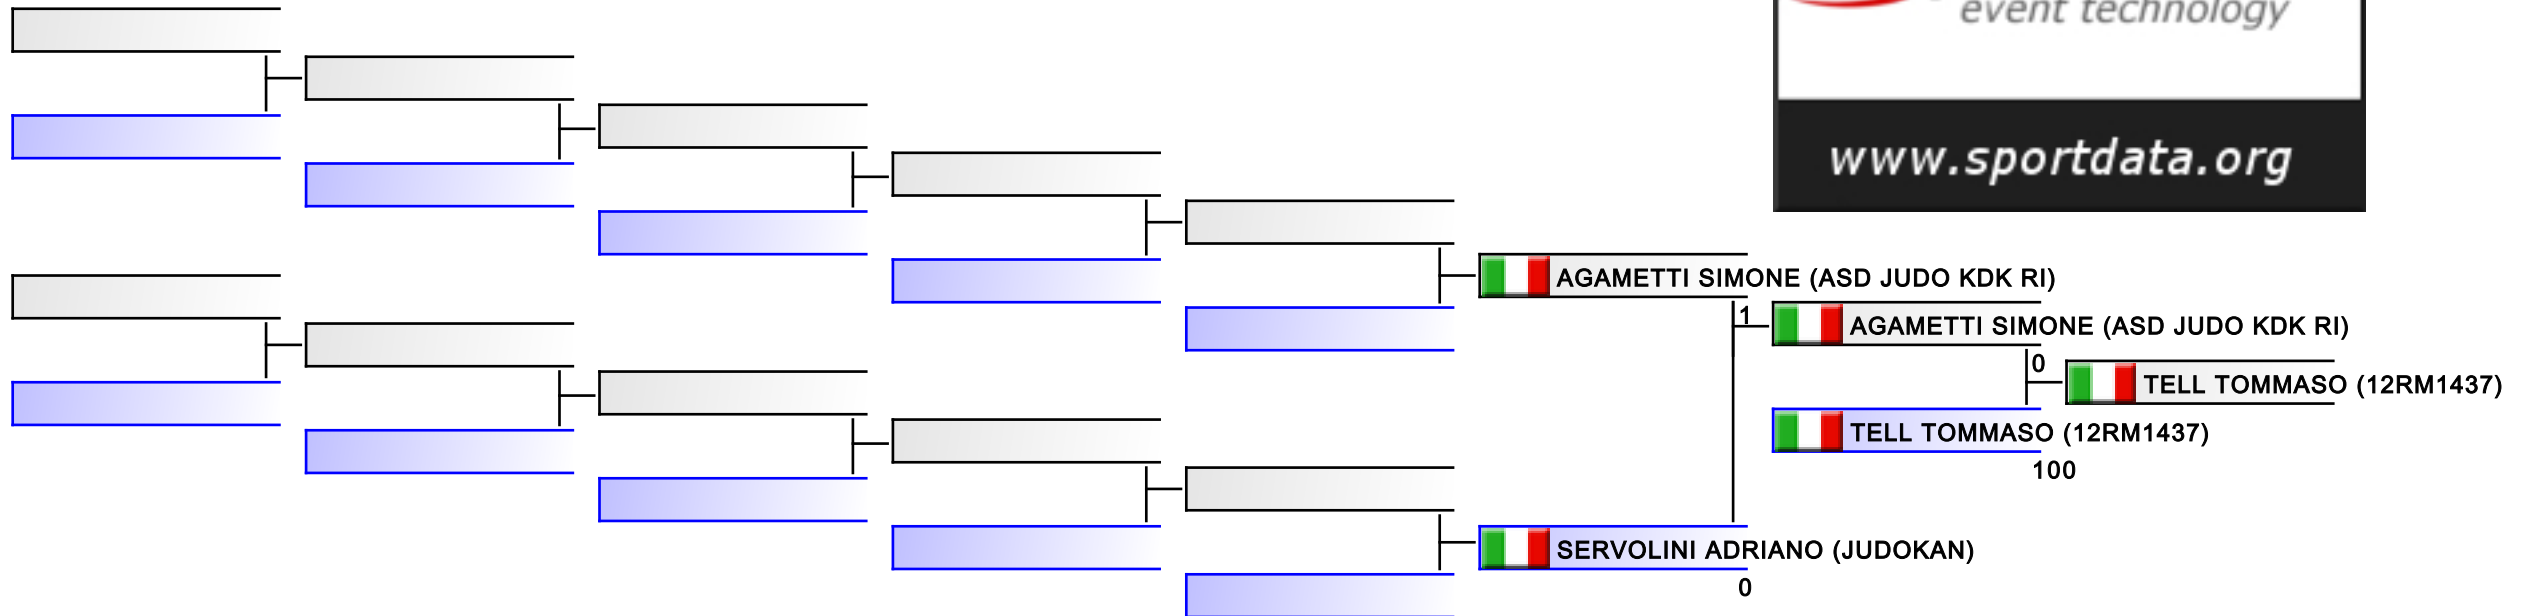 event technology
www.sportdata.org
AGAMETTI SIMONE (ASD JUDO KDK RI)
1
AGAMETTI SIMONE (ASD JUDO KDK RI)
0
TELL TOMMASO (12RM1437)
TELL TOMMASO (12RM1437)
100
SERVOLINI ADRIANO (JUDOKAN)
0